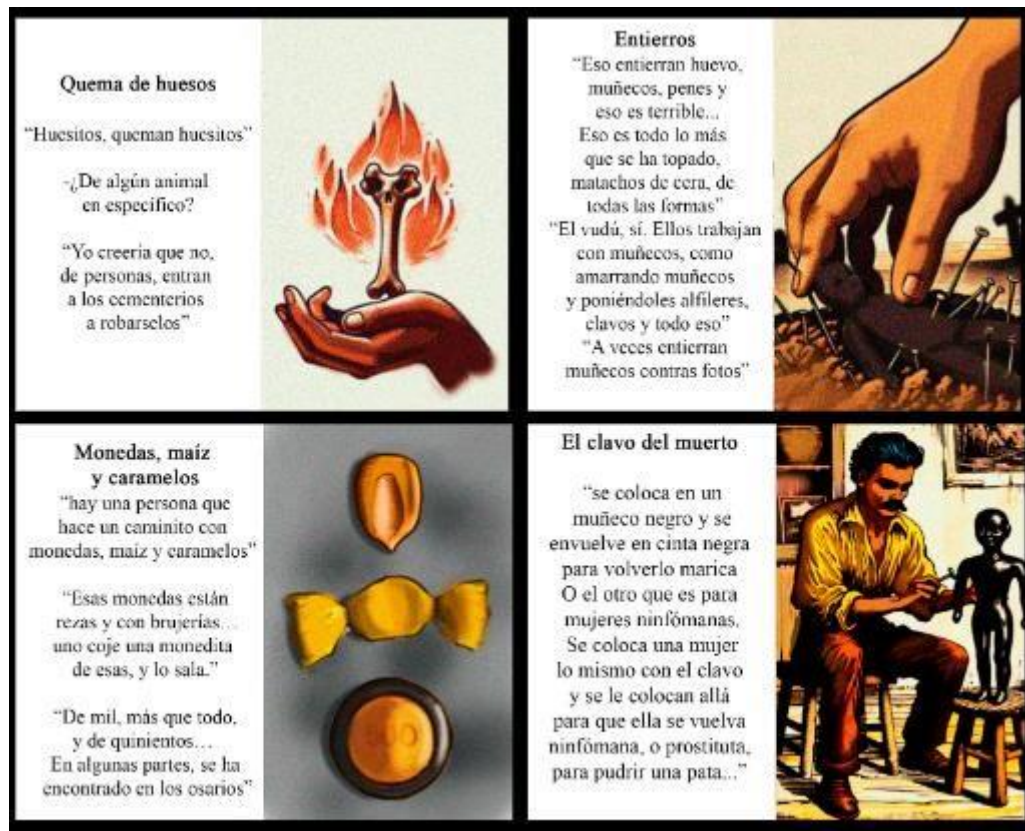 Quema de huesos
“Huesitos, queman huesitos”
-¿De algún animal
en especifico?
“Yo creería que no,
de personas, entran
a los cementerios
a robarselos”
Entierros
“Eso entierran huevo,
muñecos, penes y
eso es terrible...
Eso es todo lo más
que se ha topado,
matachos de cera, de
todas las formas”
“El vudú, sí. Ellos trabajan
con muñecos, como
amarrando muñecos
y poniéndoles alfileres,
clavos y todo eso”
“A veces entierran
muñecos contras fotos”
Monedas, maíz
y caramelos
“hay una persona que
hace un caminito con
monedas, maíz y caramelos”
“Esas monedas están
rezas y con brujerías...
uno coje una monedita
de esas, y lo sala.”
“De mil, más que todo,
y de quinientos...
En algunas partes, se ha
encontrado en los osarios”
El clavo del muerto
“se coloca en un
muñeco negro y se
envuelve en cinta negra
para volverlo marica
O el otro que es para
mujeres ninfómanas.
Se coloca una mujer
lo mismo con el clavo
y se le colocan allá
para que ella se vuelva
ninfómana, o prostituta,
para pudrir una pata...”